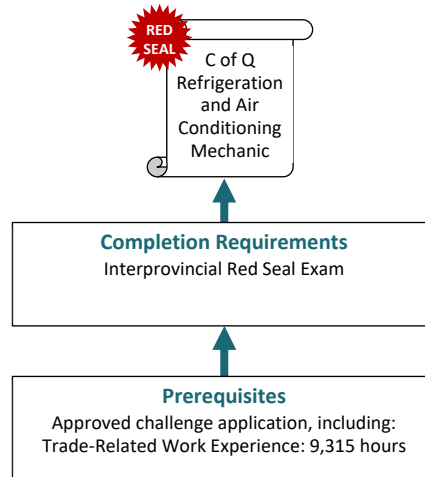 RED
SEAL
C of Q
Refrigeration
and Air
Conditioning
Mechanic
Completion Requirements
Interprovincial Red Seal Exam
Prerequisites
Approved challenge application, including:
Trade-Related Work Experience: 9,315 hours